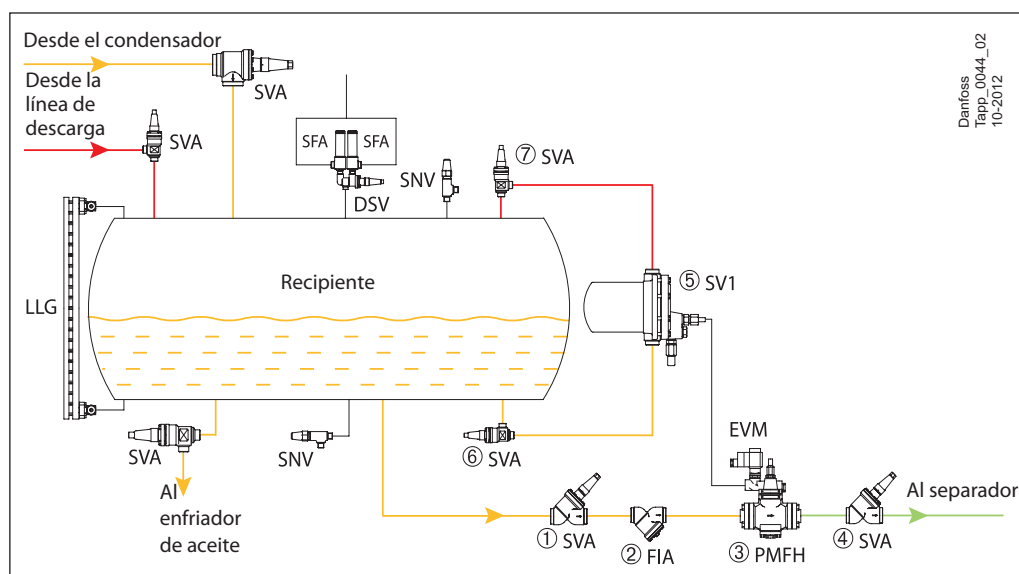 Desde el condensador
SVA
Desde la
línea de
descarga
SVA
SFA
SFA
DSV
SNV
⑦ SVA
Danfoss
Tapp_0044_02
10-2012
LLG
Recipiente
⑤ SV1
SVA
Al
enfriador
de aceite
SNV
⑥ SVA
EVM
① SVA
② FIA
③ PMFH
④ SVA
Al separador